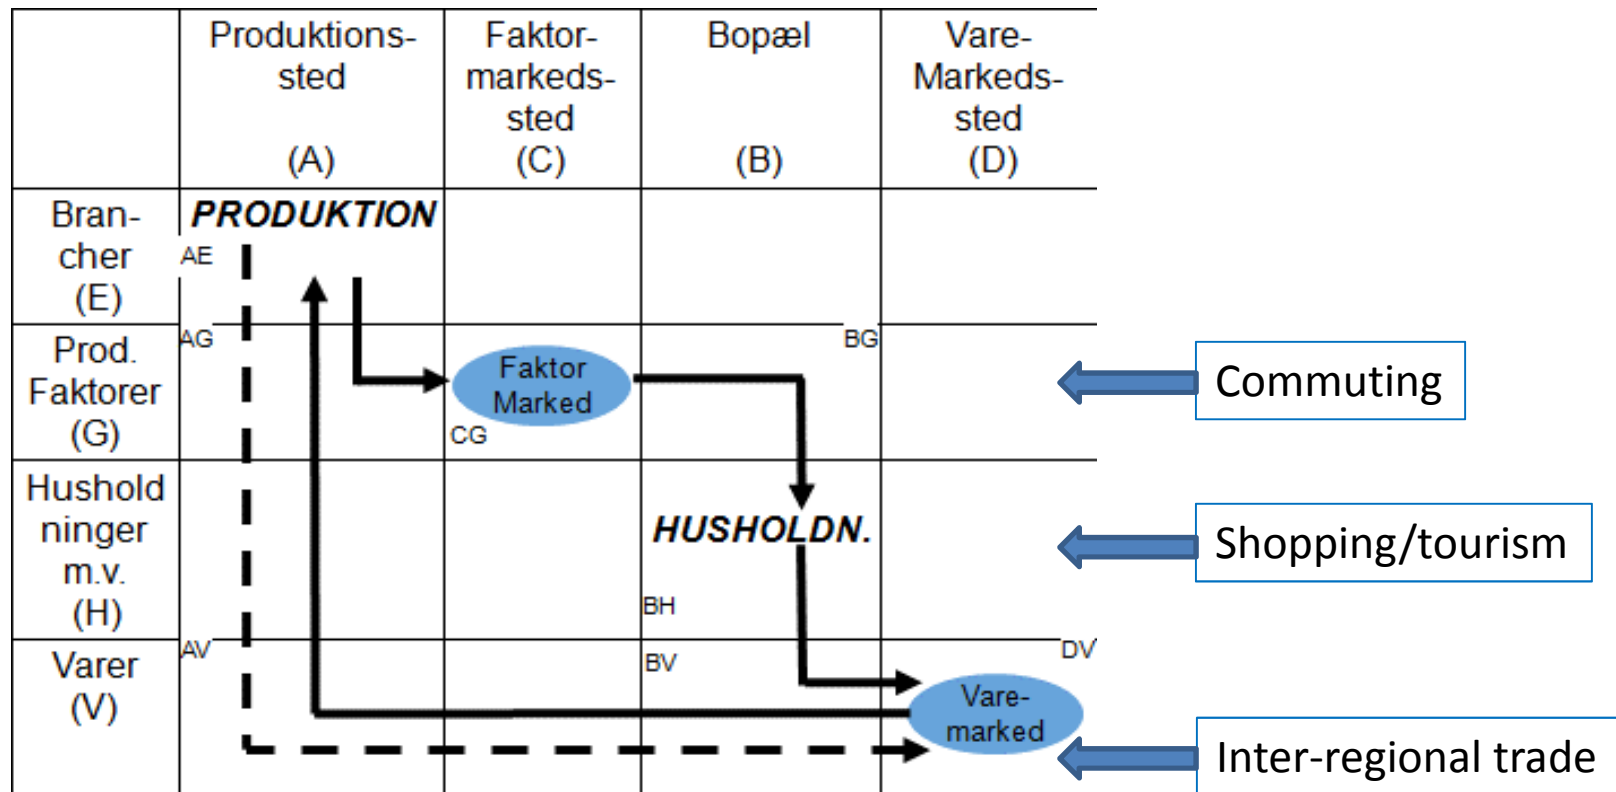 Produktions-
sted
(A)
Faktor-
markeds-
sted
(C)
Bopæl
(B)
Vare-
Markeds-
sted
(D)
Bran-
cher
(E)
PRODUKTION
AE
Prod.
Faktorer
(G)
AG
Faktor
Marked
CG
BG
Commuting
Hushold
ninger
m.v.
(H)
HUSHOLDN.
BH
Shopping/tourism
Varer
(V)
AV
BV
DV
Vare-
marked
Inter-regional trade